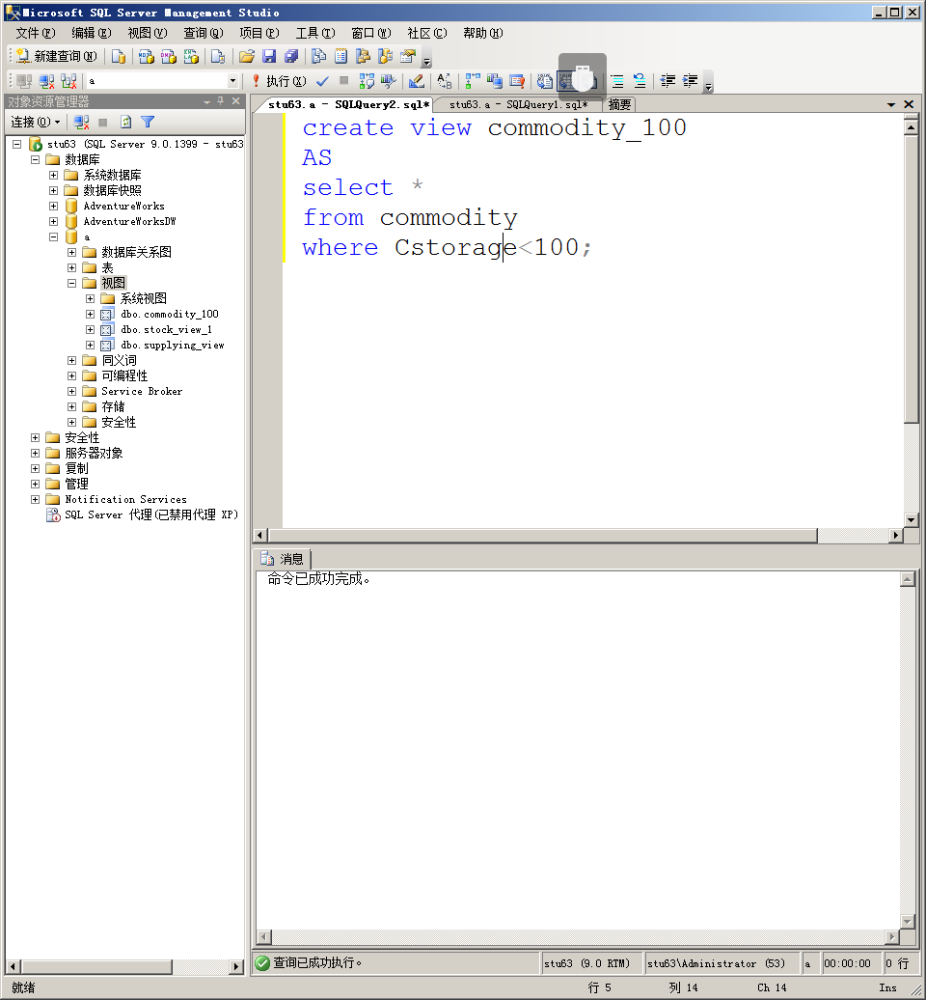 Microsoft SQL Server Management Studio
文件(F) 编辑(E) 视图(V) 查询(Q) 项目(P) 工具(T) 窗口(W) 社区(C) 帮助(H)
新建查询(N)
a 执行(X)
对象资源管理器
stu63.a - SQLQuery2.sql* stu63.a - SQLQuery1.sql* 摘要
连接(O)
stu63 (SQL Server 9.0.1399 - stu63
数据库
系统数据库
数据库快照
AdventureWorks
AdventureWorksDW
a
数据库关系图
表
视图
系统视图
dbo.commodity_100
dbo.stock_view_1
dbo.supplying_view
同义词
可编程性
Service Broker
存储
安全性
安全性
服务器对象
复制
管理
Notification Services
SQL Server 代理(已禁用代理 XP)
create view commodity_100
AS
select *
from commodity
where Cstorage<100;
消息
命令已成功完成。
查询已成功执行。 stu63 (9.0 RTM) stu63\Administrator (53) a 00:00:00 0 行
就绪 行 5 列 14 Ch 14 Ins